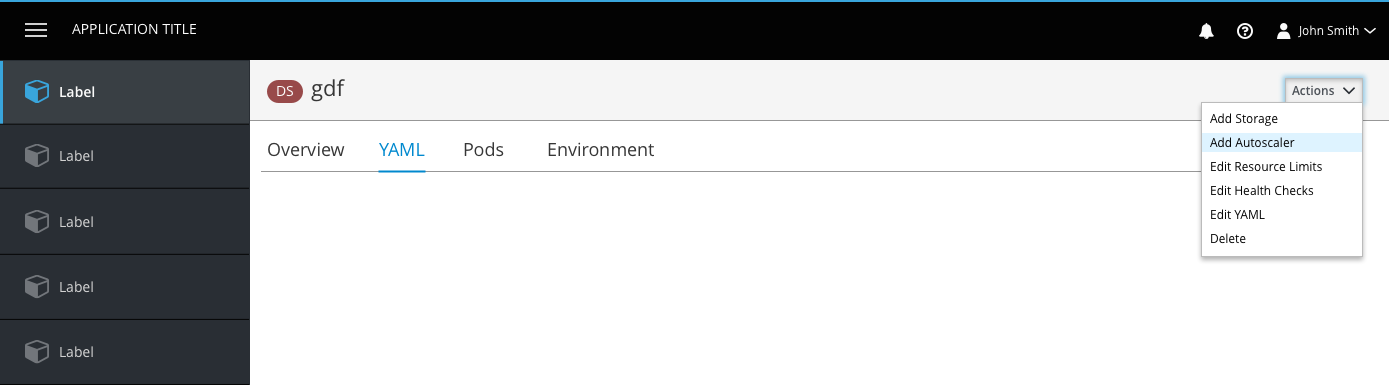 APPLICATION TITLE
John Smith
Label
DS gdf
Actions
Add Storage
Add Autoscaler
Edit Resource Limits
Edit Health Checks
Edit YAML
Delete
Overview YAML Pods Environment
Label
Label
Label
Label